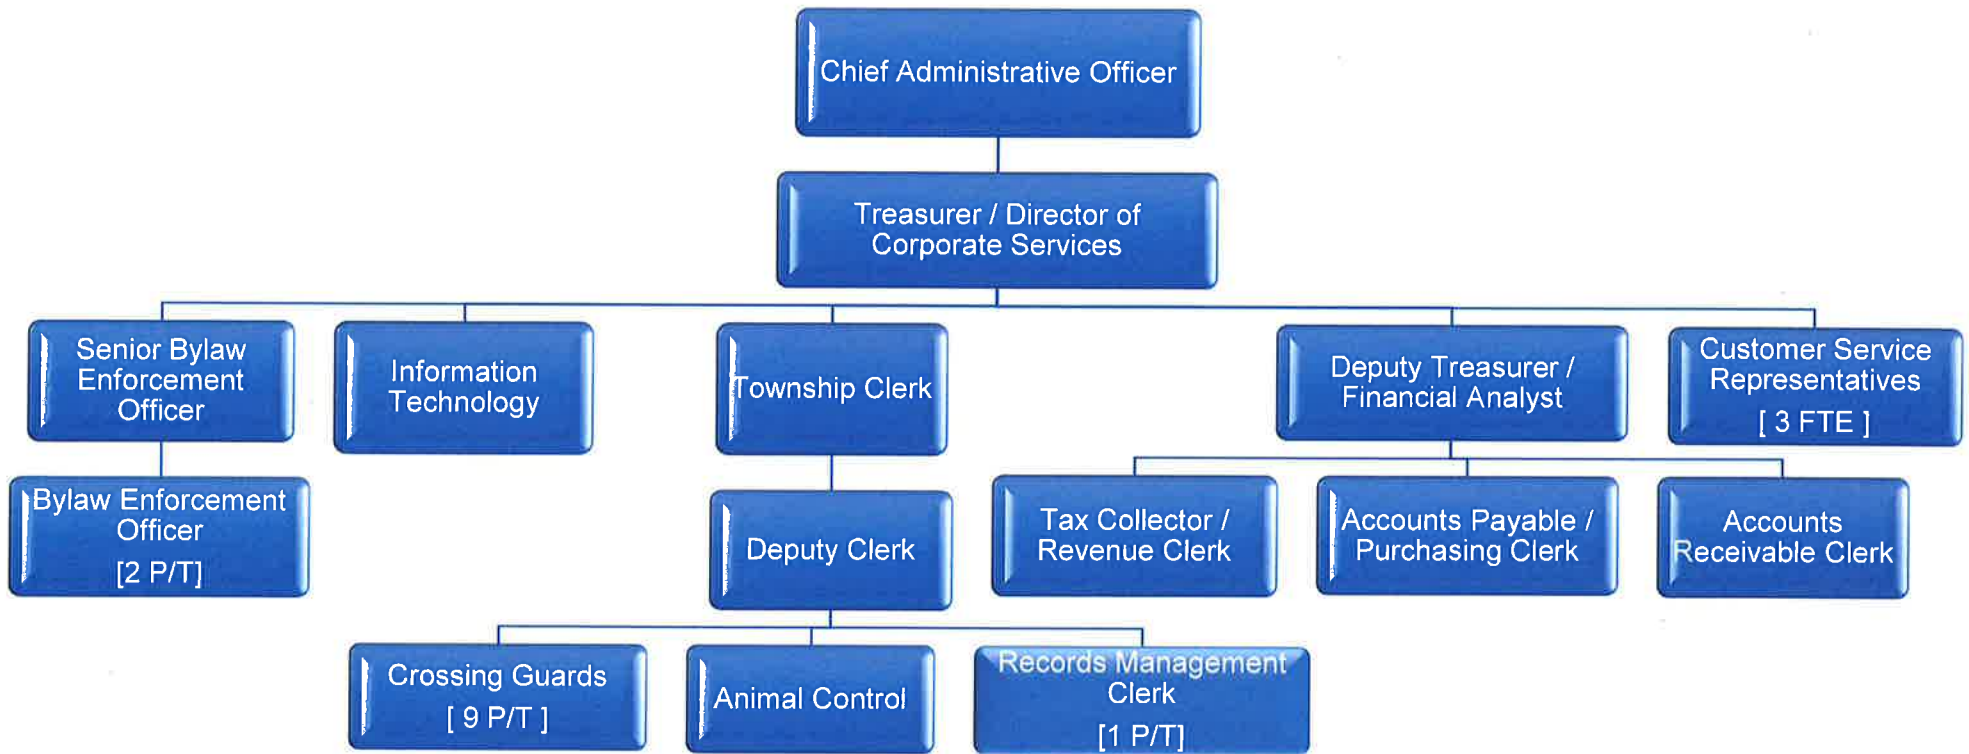 Chief Administrative Officer
Treasurer / Director of
Corporate Services
Senior Bylaw
Enforcement
Officer
Information
Technology
Township Clerk
Deputy Treasurer /
Financial Analyst
Customer Service
Representatives
[ 3 FTE ]
Bylaw Enforcement
Officer
[2 P/T]
Deputy Clerk
Tax Collector /
Revenue Clerk
Accounts Payable /
Purchasing Clerk
Accounts
Receivable Clerk
Crossing Guards
[ 9 P/T ]
Animal Control
Records Management
Clerk
[1 P/T]